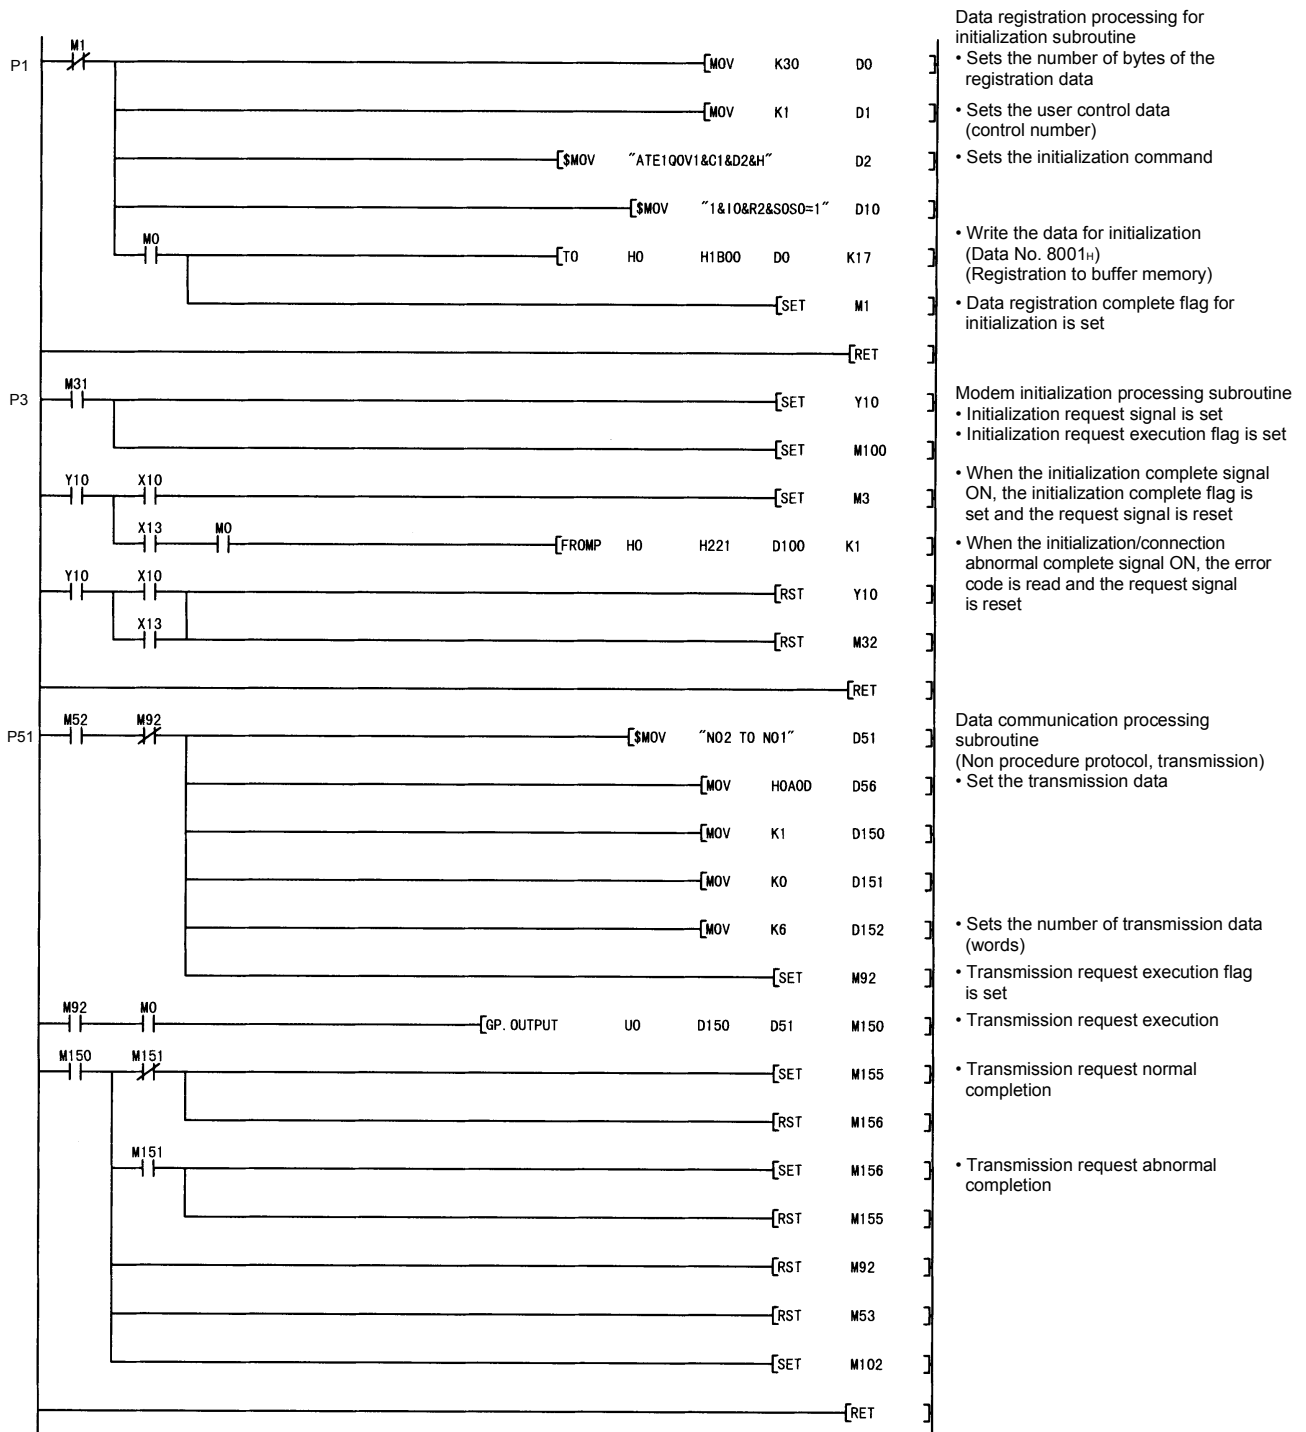 Data registration processing for
initialization subroutine
M1
P1 [MOV K30 D0 ]
• Sets the number of bytes of the
registration data
[MOV K1 D1 ]
• Sets the user control data
(control number)
[$MOV "ATE1Q0V1&C1&D2&H" D2 ]
• Sets the initialization command
[$MOV "1&I0&R2&S0S0=1" D10 ]
M0
[TO H0 H1B00 D0 K17 ]
• Write the data for initialization
(Data No. 8001H)
(Registration to buffer memory)
[SET M1 ]
• Data registration complete flag for
initialization is set
[RET ]
M31
P3 [SET Y10 ]
Modem initialization processing subroutine
• Initialization request signal is set
[SET M100 ]
• Initialization request execution flag is set
Y10 X10
[SET M3 ]
• When the initialization complete signal
ON, the initialization complete flag is
set and the request signal is reset
X13 M0
[FROMP H0 H221 D100 K1 ]
• When the initialization/connection
abnormal complete signal ON, the error
code is read and the request signal
is reset
Y10 X10
[RST Y10 ]
X13
[RST M32 ]
[RET ]
M52 M92
P51 [$MOV "NO2 TO NO1" D51 ]
Data communication processing
subroutine
(Non procedure protocol, transmission)
[MOV H0A0D D56 ]
• Set the transmission data
[MOV K1 D150 ]
[MOV K0 D151 ]
[MOV K6 D152 ]
• Sets the number of transmission data
(words)
[SET M92 ]
• Transmission request execution flag
is set
M92 M0
[GP.OUTPUT U0 D150 D51 M150 ]
• Transmission request execution
M150 M151
[SET M155 ]
• Transmission request normal
completion
[RST M156 ]
M151
[SET M156 ]
• Transmission request abnormal
completion
[RST M155 ]
[RST M92 ]
[RST M53 ]
[SET M102 ]
[RET ]